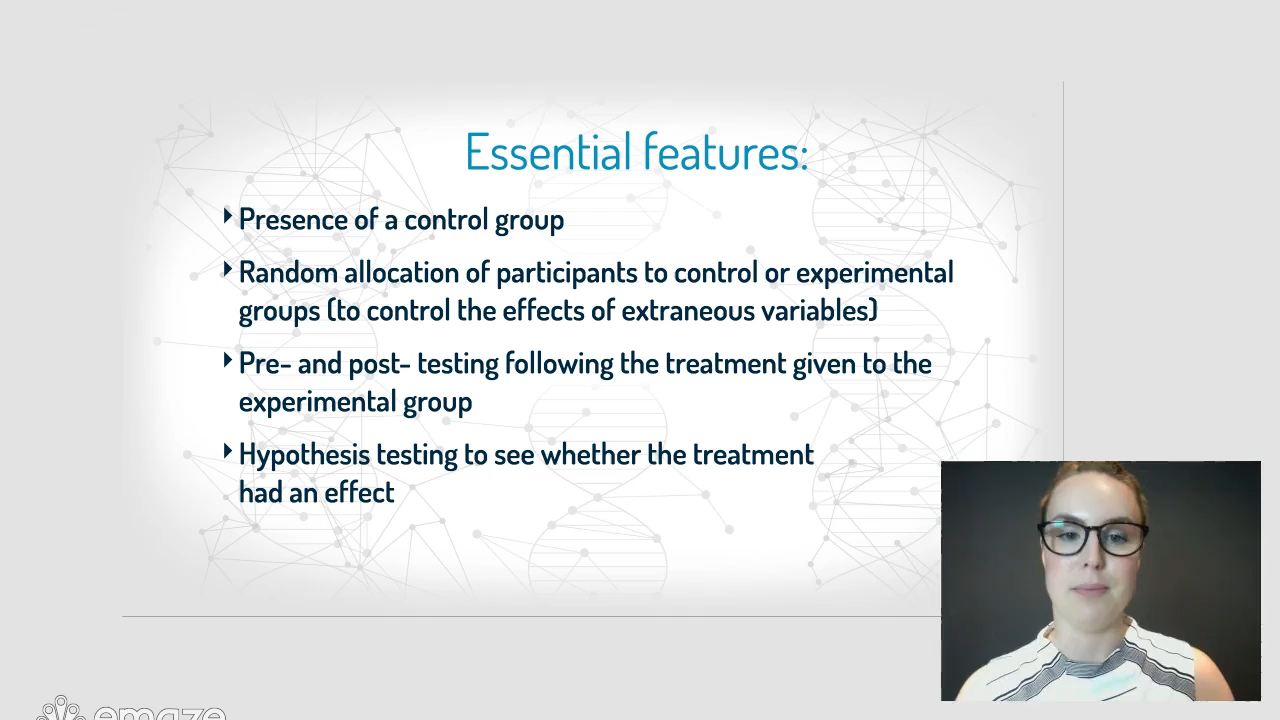 Essential features:
Presence of a control group
Random allocation of participants to control or experimental
groups (to control the effects of extraneous variables)
Pre- and post- testing following the treatment given to the
experimental group
Hypothesis testing to see whether the treatment
had an effect
emaze